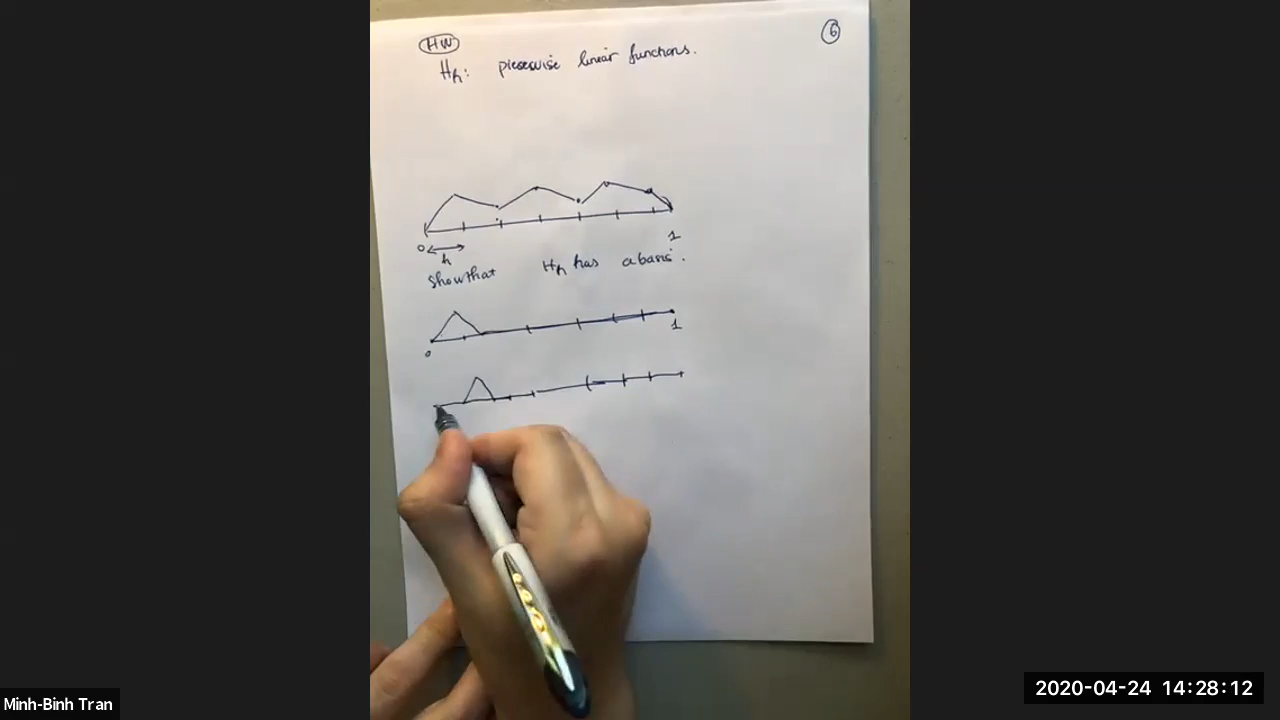 HW
6
Hh: piecewise linear functions.
0
h
1
Show that Hh has a basis.
0
1
Minh-Binh Tran
2020-04-24 14:28:12